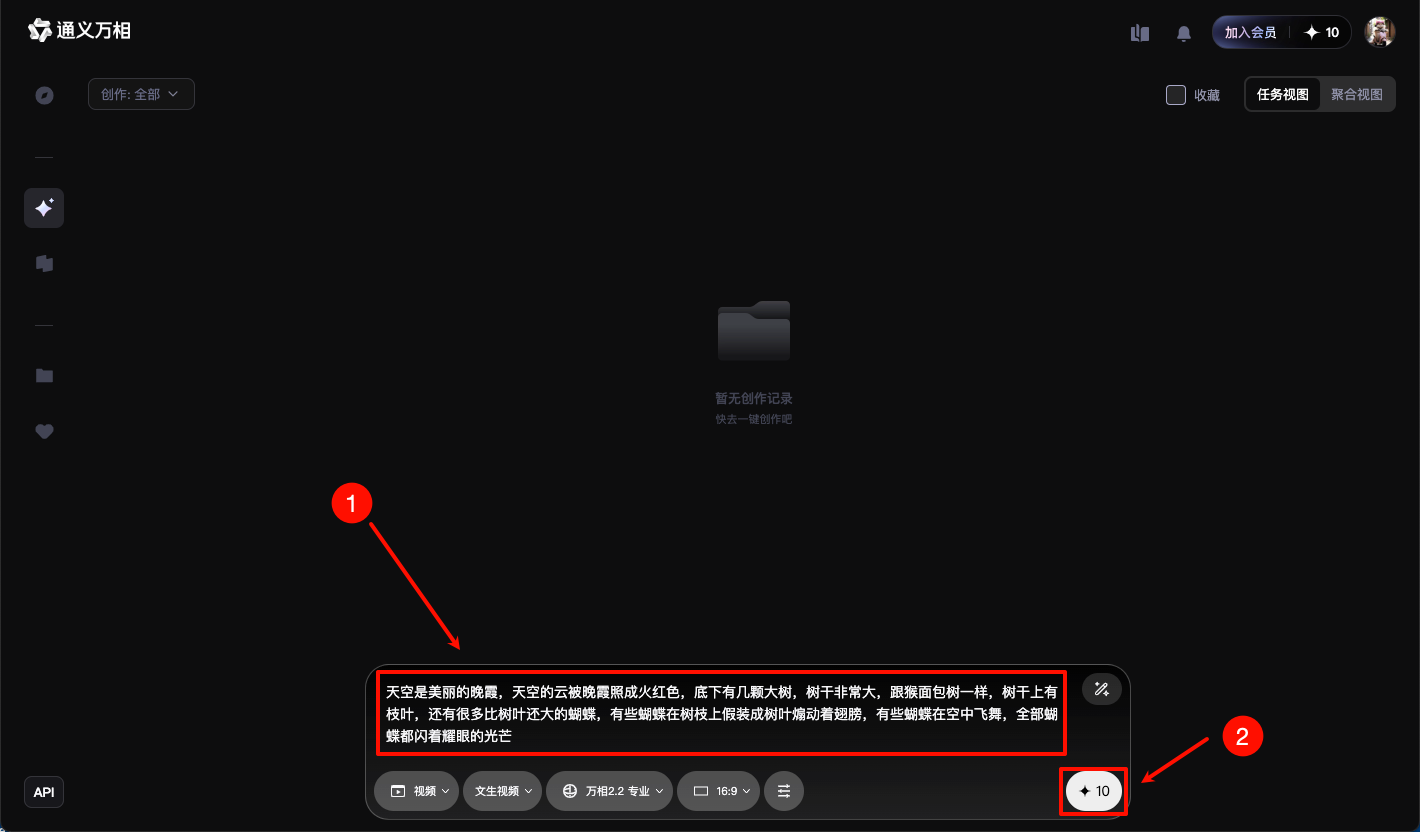 通义万相
加入会员
10
创作: 全部
收藏
任务视图
聚合视图
暂无创作记录
快去一键创作吧
1
天空是美丽的晚霞，天空的云被晚霞照成火红色，底下有几颗大树，树干非常大，跟猴面包树一样，树干上有
枝叶，还有很多比树叶还大的蝴蝶，有些蝴蝶在树枝上假装成树叶煽动着翅膀，有些蝴蝶在空中飞舞，全部蝴
蝶都闪着耀眼的光芒
2
API
视频
文生视频
万相2.2 专业
16:9
10